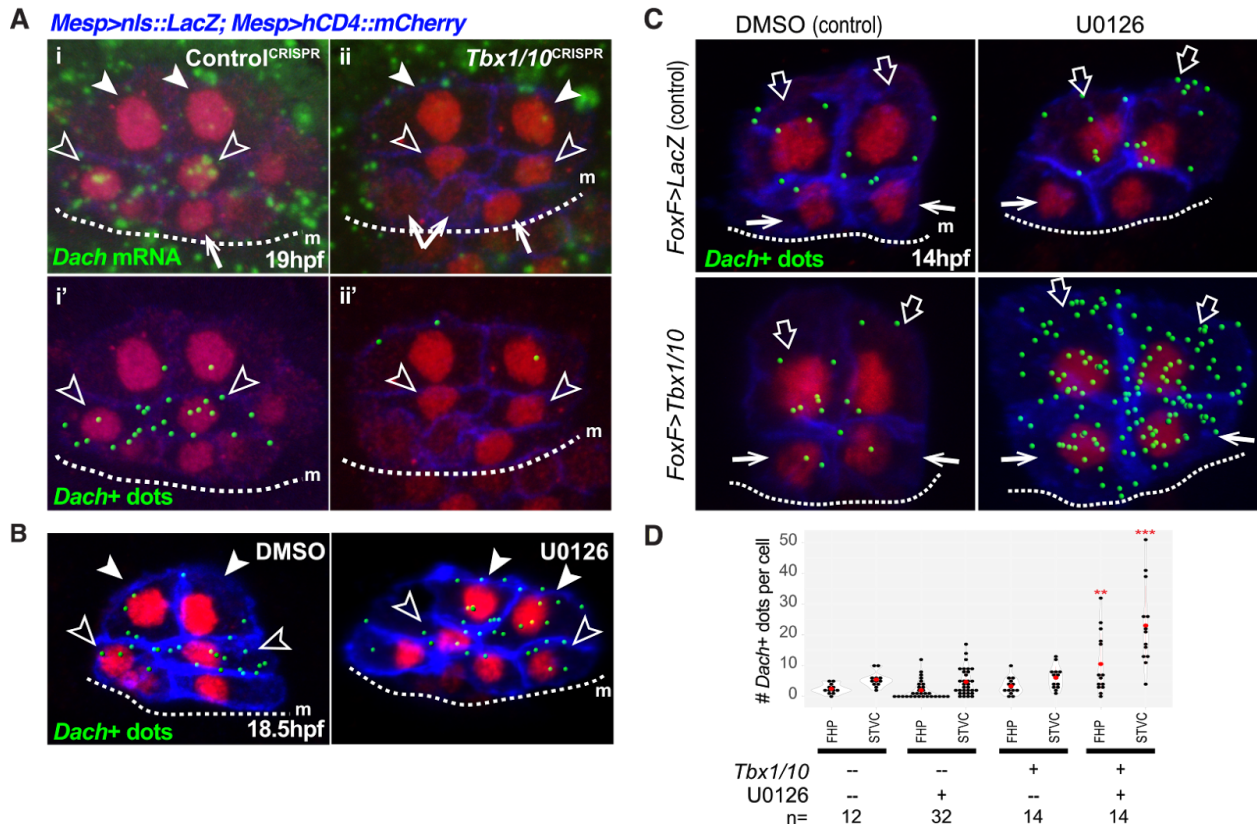 Mesp>nls::LacZ; Mesp>hCD4::mCherry
A
i
Control^CRISPR
ii
Tbx1/10^CRISPR
m
m
Dach mRNA
19hpf
i'
ii'
m
m
Dach+ dots
B
DMSO
U0126
m
m
Dach+ dots
18.5hpf
C
DMSO (control)
U0126
FoxF>LacZ (control)
m
Dach+ dots
14hpf
FoxF>Tbx1/10
D
# Dach+ dots per cell
50
40
30
20
10
0
**
***
FHP STVC FHP STVC FHP STVC FHP STVC
Tbx1/10 -- -- + +
U0126 -- + -- +
n= 12 32 14 14